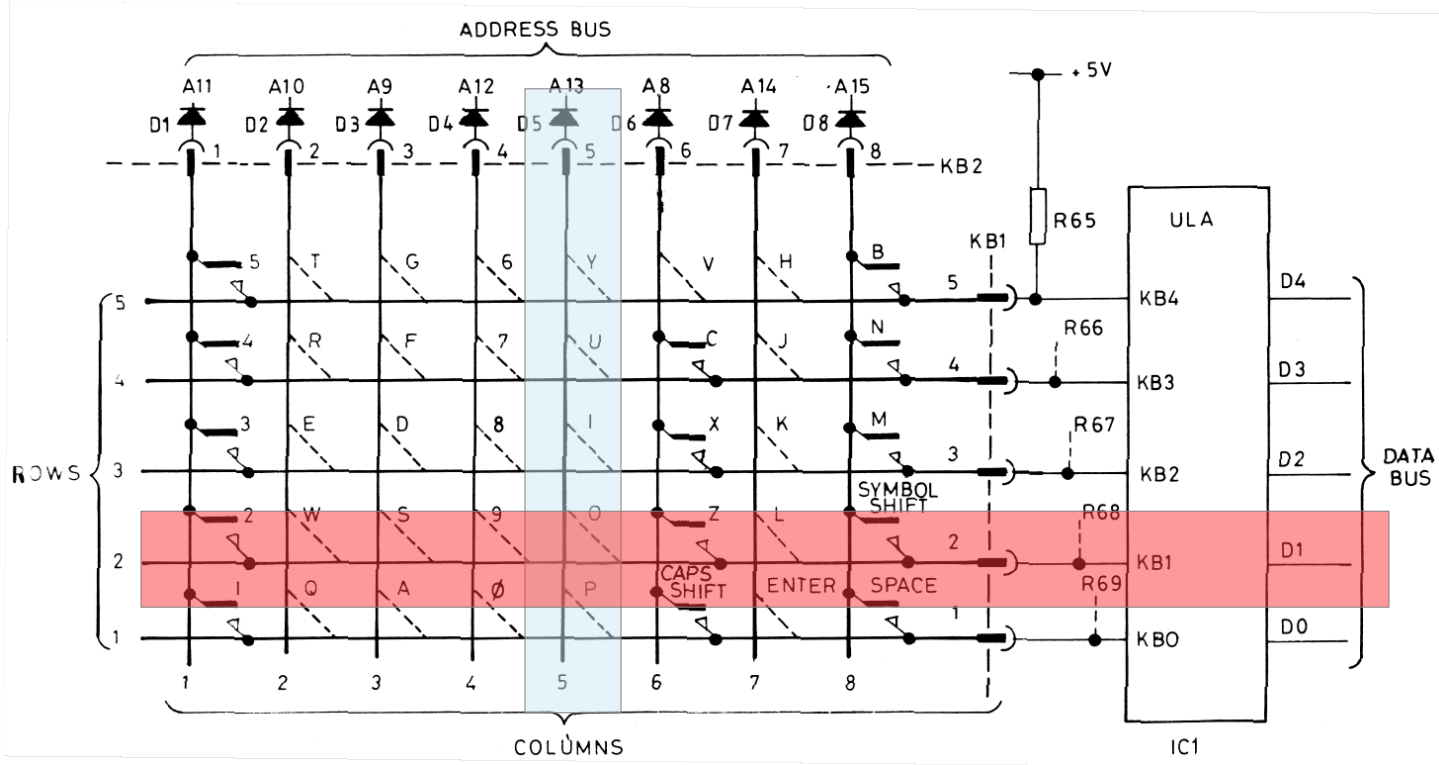 ADDRESS BUS
A11 A10 A9 A12 A13 A8 A14 A15
+5V
D1 D2 D3 D4 D5 D6 D7 D8
1 2 3 4 5 6 7 8
KB2
R65
ULA
KB1
5 T G 6 Y V H B
5 5 KB4 D4
R66
4 R F 7 U C J N
4 4 KB3 D3
R67
3 E D 8 I X K M
ROWS 3 3 KB2 D2 DATA
BUS
SYMBOL
SHIFT
2 W S 9 O Z L
R68
2 2 KB1 D1
CAPS
SHIFT
1 Q A Ø P ENTER SPACE R69
1 1 KB0 D0
1 2 3 4 5 6 7 8
COLUMNS
IC1